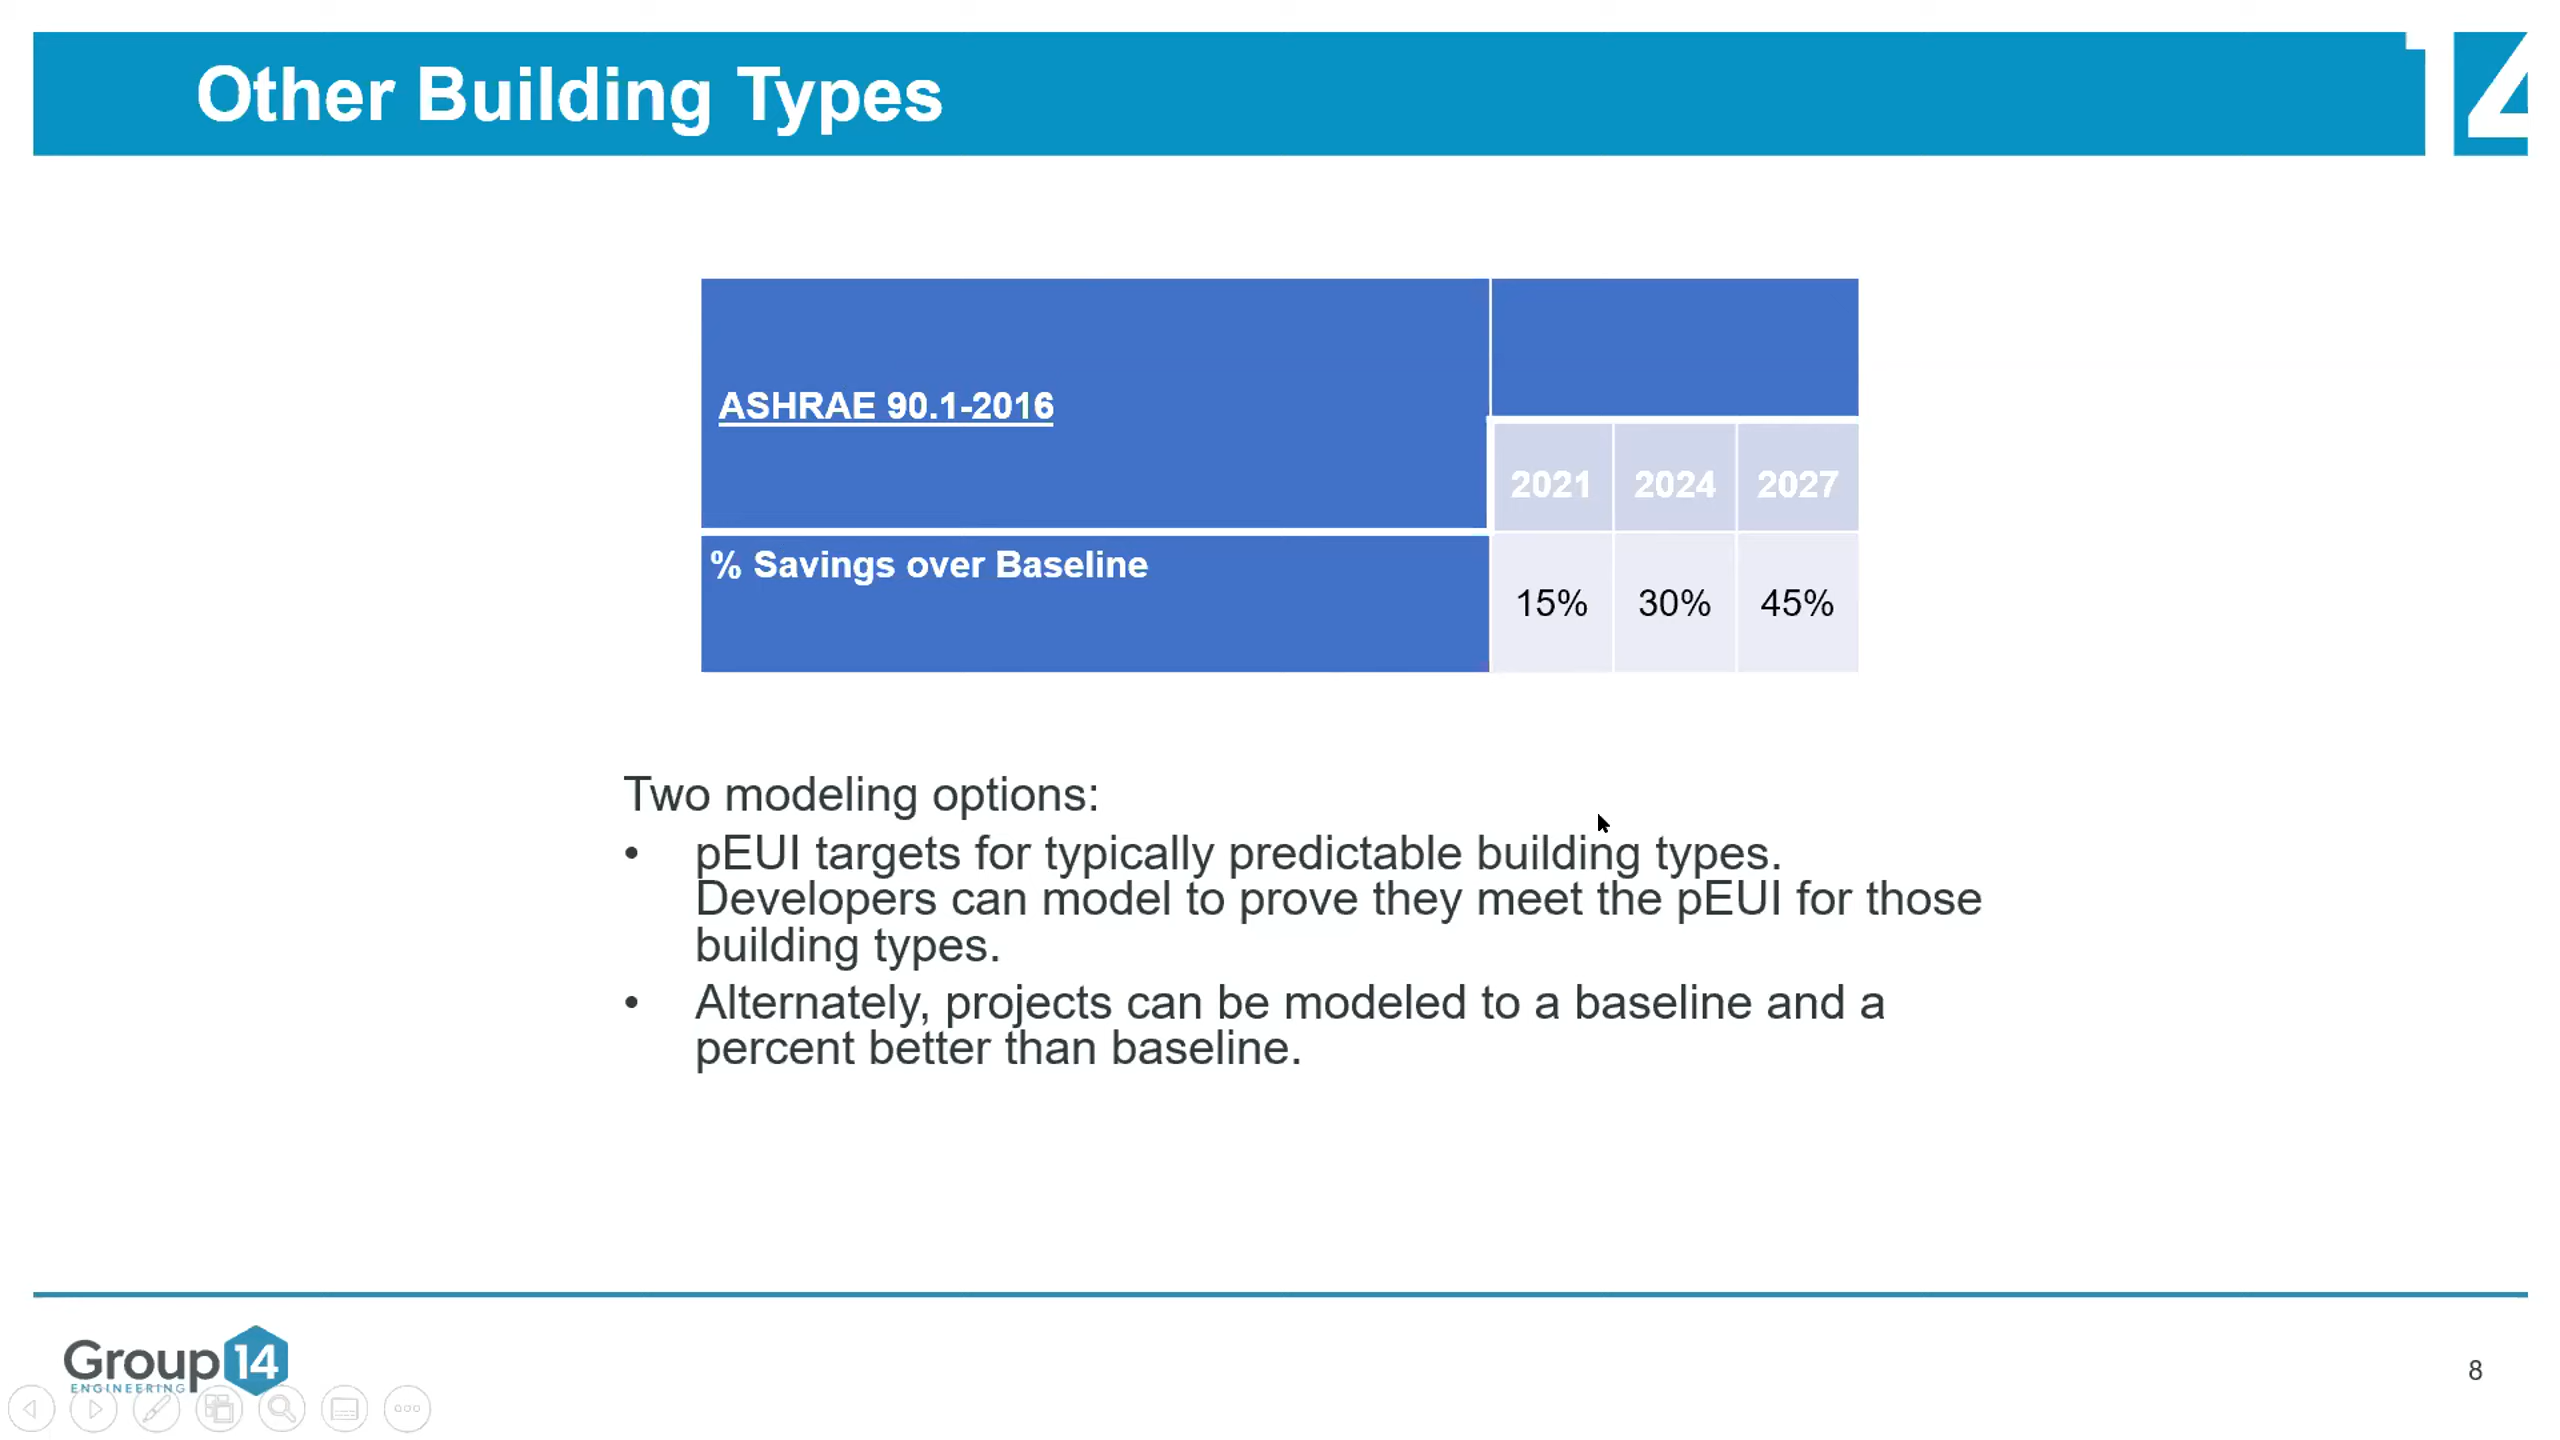 Other Building Types
14
ASHRAE 90.1-2016
2021 2024 2027
% Savings over Baseline
15% 30% 45%
Two modeling options:
• pEUI targets for typically predictable building types.
Developers can model to prove they meet the pEUI for those
building types.
• Alternately, projects can be modeled to a baseline and a
percent better than baseline.
Group14
ENGINEERING
8